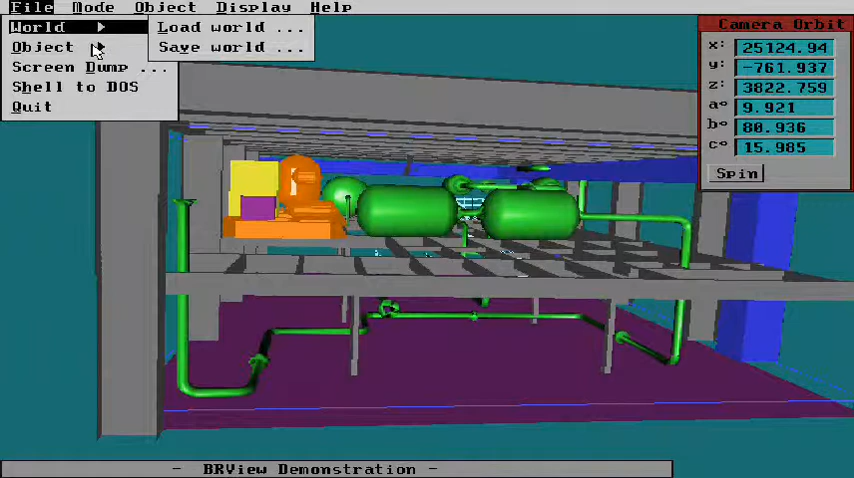 File Mode Object Display Help
World Load world ...
Object Save world ...
Screen Dump ...
Shell to DOS
Quit
Camera Orbit
x: 25124.94
y: -761.937
z: 3822.759
a° 9.921
b° 80.936
c° 15.985
Spin
- BRView Demonstration -